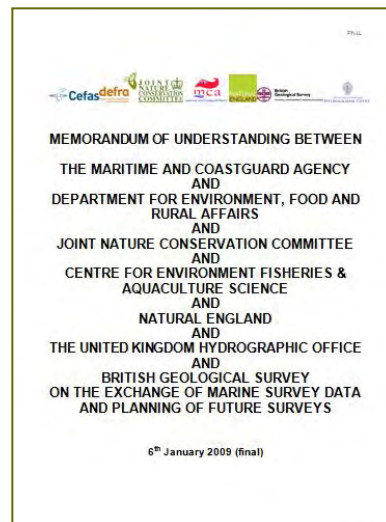 Cefas defra JOINT NATURE CONSERVATION COMMITTEE mca ENGLAND British Geological Survey
MEMORANDUM OF UNDERSTANDING BETWEEN
THE MARITIME AND COASTGUARD AGENCY
AND
DEPARTMENT FOR ENVIRONMENT, FOOD AND
RURAL AFFAIRS
AND
JOINT NATURE CONSERVATION COMMITTEE
AND
CENTRE FOR ENVIRONMENT FISHERIES &
AQUACULTURE SCIENCE
AND
NATURAL ENGLAND
AND
THE UNITED KINGDOM HYDROGRAPHIC OFFICE
AND
BRITISH GEOLOGICAL SURVEY
ON THE EXCHANGE OF MARINE SURVEY DATA
AND PLANNING OF FUTURE SURVEYS
6th January 2009 (final)